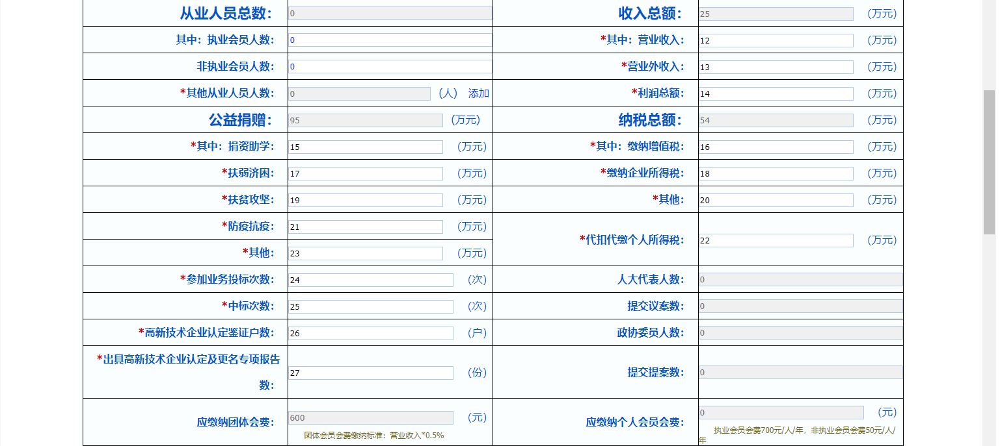 从业人员总数： 0 收入总额： 25 （万元）
其中：执业会员人数： 0 *其中：营业收入： 12 （万元）
非执业会员人数： 0 *营业外收入： 13 （万元）
*其他从业人员人数： 0 （人） 添加 *利润总额： 14 （万元）
公益捐赠： 95 （万元） 纳税总额： 54 （万元）
*其中：捐资助学： 15 （万元） *其中：缴纳增值税： 16 （万元）
*扶弱济困： 17 （万元） *缴纳企业所得税： 18 （万元）
*扶贫攻坚： 19 （万元） *其他： 20 （万元）
*防疫抗疫： 21 （万元）
*代扣代缴个人所得税： 22 （万元）
*其他： 23 （万元）
*参加业务投标次数： 24 （次） 人大代表人数： 0
*中标次数： 25 （次） 提交议案数： 0
*高新技术企业认定鉴证户数： 26 （户） 政协委员人数： 0
*出具高新技术企业认定及更名专项报告
数： 27 （份） 提交提案数： 0
应缴纳团体会费： 600 （元） 应缴纳个人会员会费： 0 （元）
团体会员会费缴纳标准：营业收入*0.5% 执业会员会费700元/人/年，非执业会员会费50元/人/
年